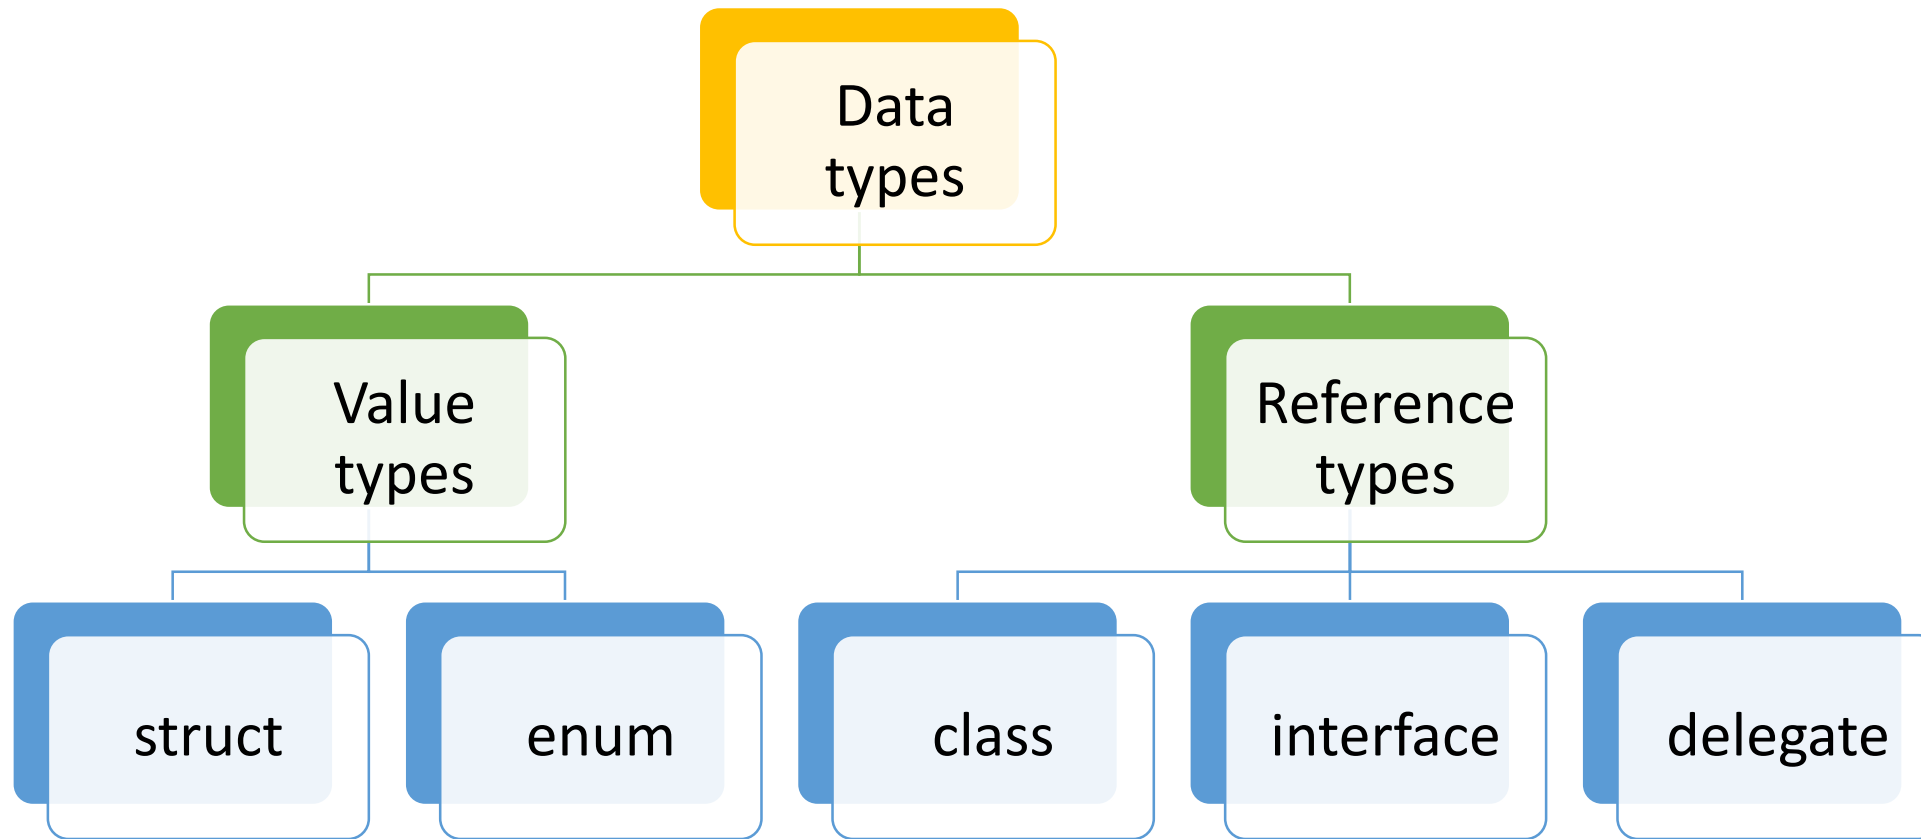 Data
types
Value
types
Reference
types
struct
enum
class
interface
delegate